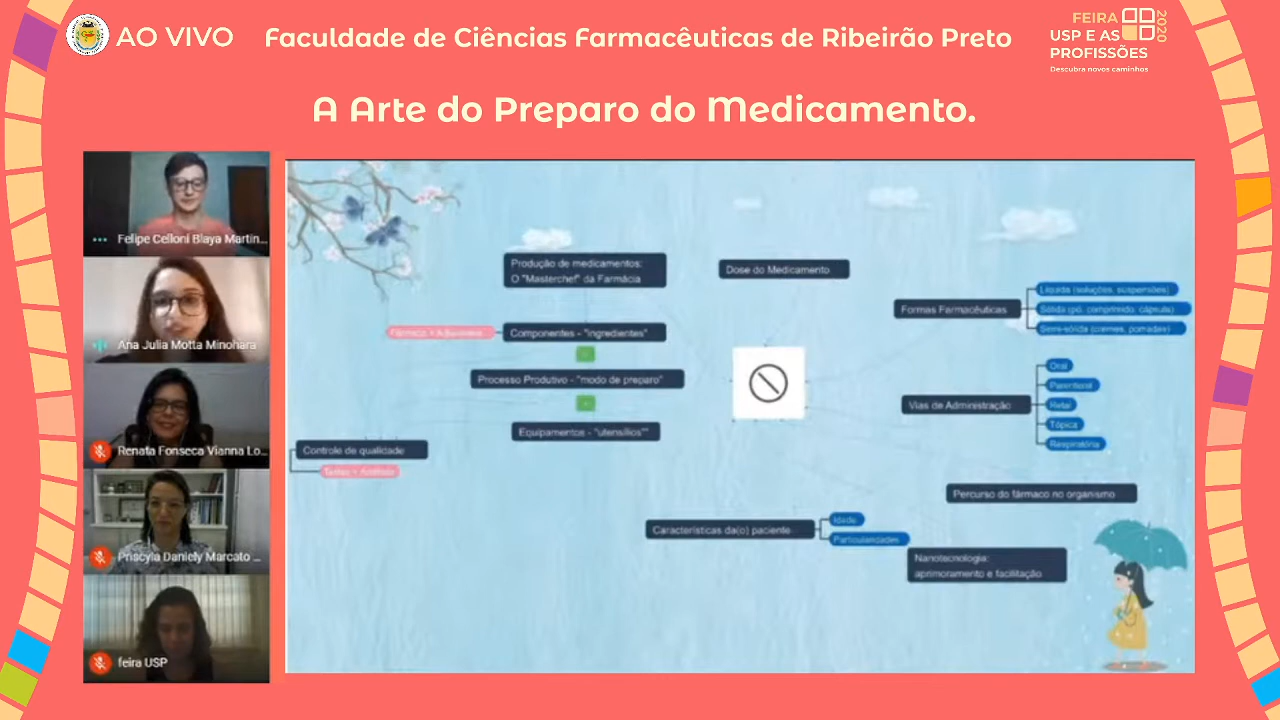 AO VIVO
Faculdade de Ciências Farmacêuticas de Ribeirão Preto
FEIRA
USP E AS
PROFISSÕES
2020
Descubra novos caminhos
A Arte do Preparo do Medicamento.
Felipe Celloni Blaya Martin...
Ana Julia Motta Minohara
Renata Fonseca Vianna Lo...
Priscyla Daniely Marcato ...
feira USP
Produção de medicamentos:
O "Masterchef" da Farmácia
Dose do Medicamento
Formas Farmacêuticas
Líquida (soluções, suspensões)
Sólida (pó, comprimido, cápsula)
Semi-sólida (cremes, pomadas)
Fármaco + Adjuvante
Componentes - "ingredientes"
Processo Produtivo - "modo de preparo"
Equipamentos - "utensílios""
Vias de Administração
Oral
Parenteral
Retal
Tópica
Respiratória
Controle de qualidade
Percurso do fármaco no organismo
Características da(o) paciente
Idade
Particularidades
Nanotecnologia:
aprimoramento e facilitação